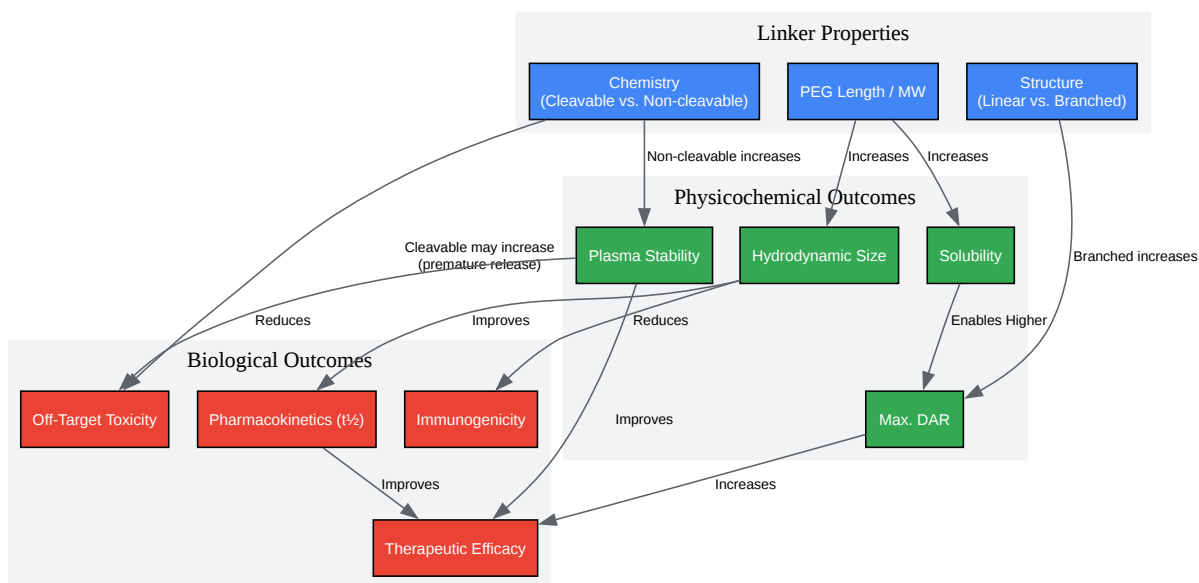 Linker Properties
Chemistry
(Cleavable vs. Non-cleavable)
PEG Length / MW
Structure
(Linear vs. Branched)
Non-cleavable increases
Increases
Increases
Physicochemical Outcomes
Cleavable may increase
(premature release)
Plasma Stability
Hydrodynamic Size
Solubility
Branched increases
Reduces
Improves
Reduces
Enables Higher
Biological Outcomes
Off-Target Toxicity
Pharmacokinetics (t½)
Immunogenicity
Improves
Max. DAR
Improves
Increases
Therapeutic Efficacy